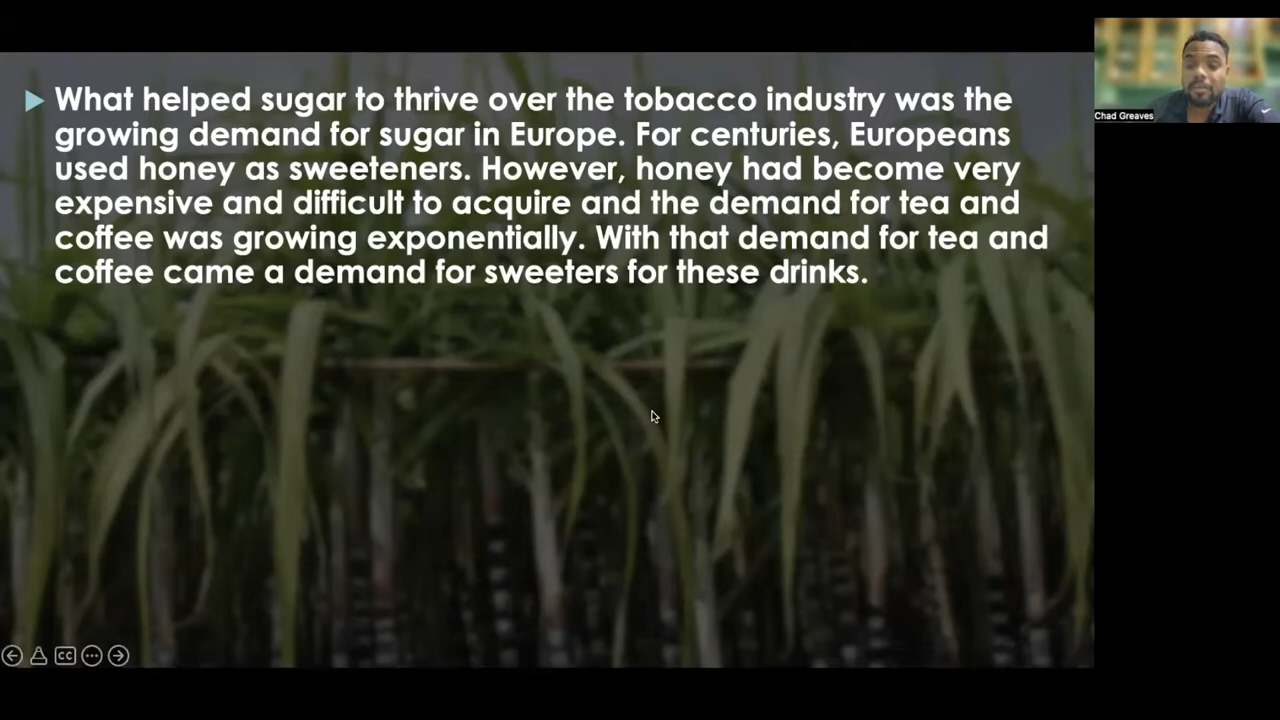 What helped sugar to thrive over the tobacco industry was the
growing demand for sugar in Europe. For centuries, Europeans
used honey as sweeteners. However, honey had become very
expensive and difficult to acquire and the demand for tea and
coffee was growing exponentially. With that demand for tea and
coffee came a demand for sweeters for these drinks.
Chad Greaves
CC